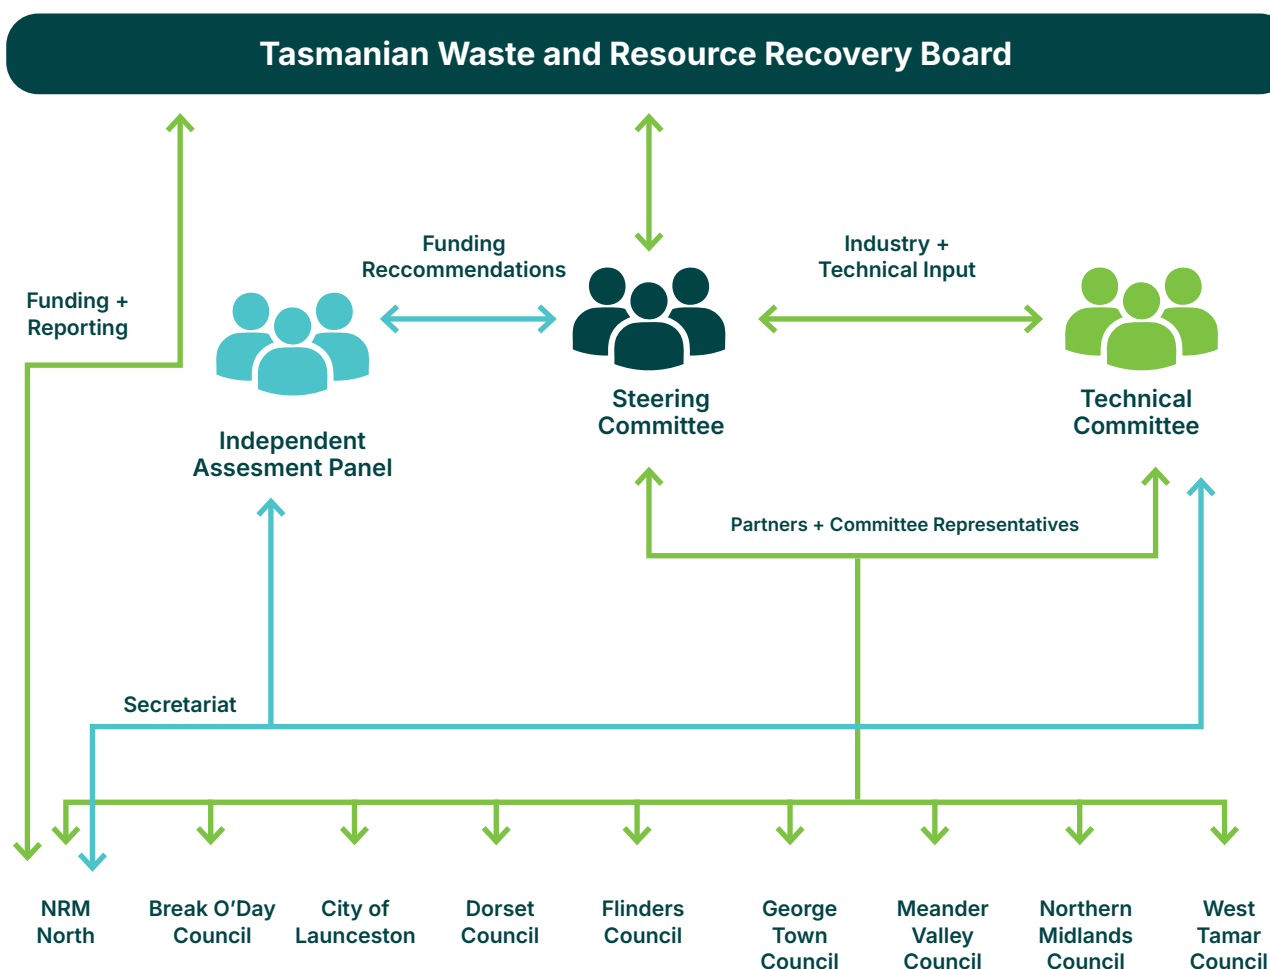 Tasmanian Waste and Resource Recovery Board
Funding
Reccommendations
Industry +
Technical Input
Funding +
Reporting
Steering
Committee
Technical
Committee
Independent
Assesment Panel
Partners + Committee Representatives
Secretariat
NRM
North
Break O’Day
Council
City of
Launceston
Dorset
Council
Flinders
Council
George
Town
Council
Meander
Valley
Council
Northern
Midlands
Council
West
Tamar
Council